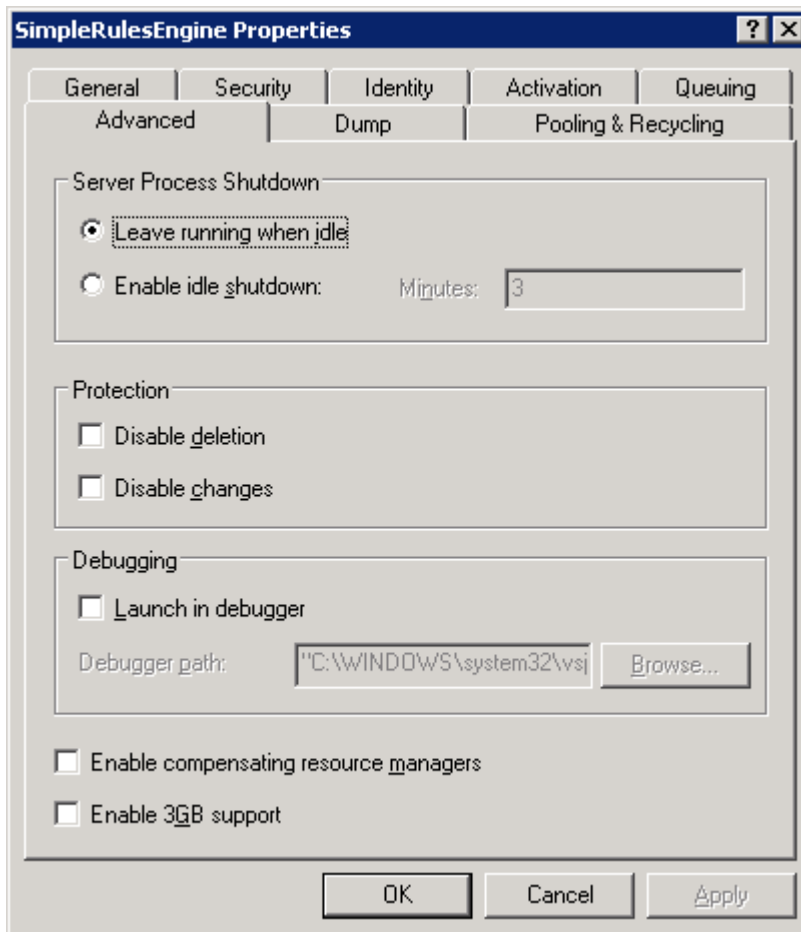 SimpleRulesEngine Properties
General Security Identity Activation Queuing
Advanced Dump Pooling & Recycling
Server Process Shutdown
Leave running when idle
Enable idle shutdown: Minutes: 3
Protection
Disable deletion
Disable changes
Debugging
Launch in debugger
Debugger path: "C:\WINDOWS\system32\vsj Browse...
Enable compensating resource managers
Enable 3GB support
OK Cancel Apply